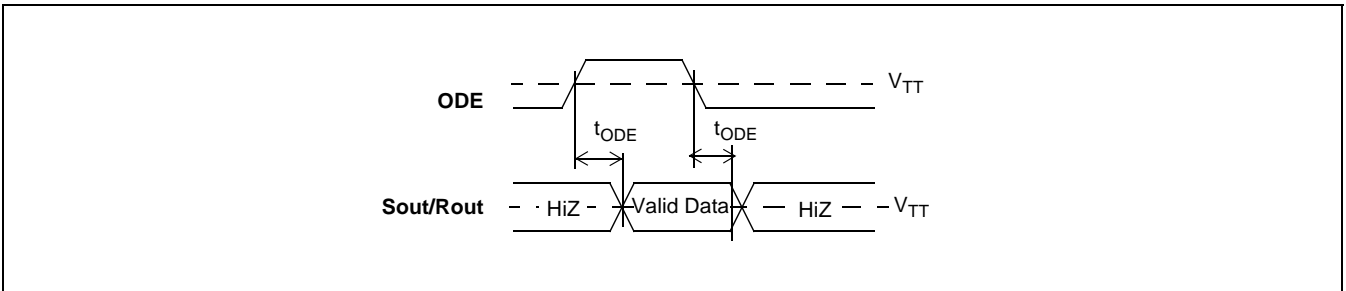 V_TT
ODE
t_ODE t_ODE
Sout/Rout HiZ Valid Data HiZ V_TT